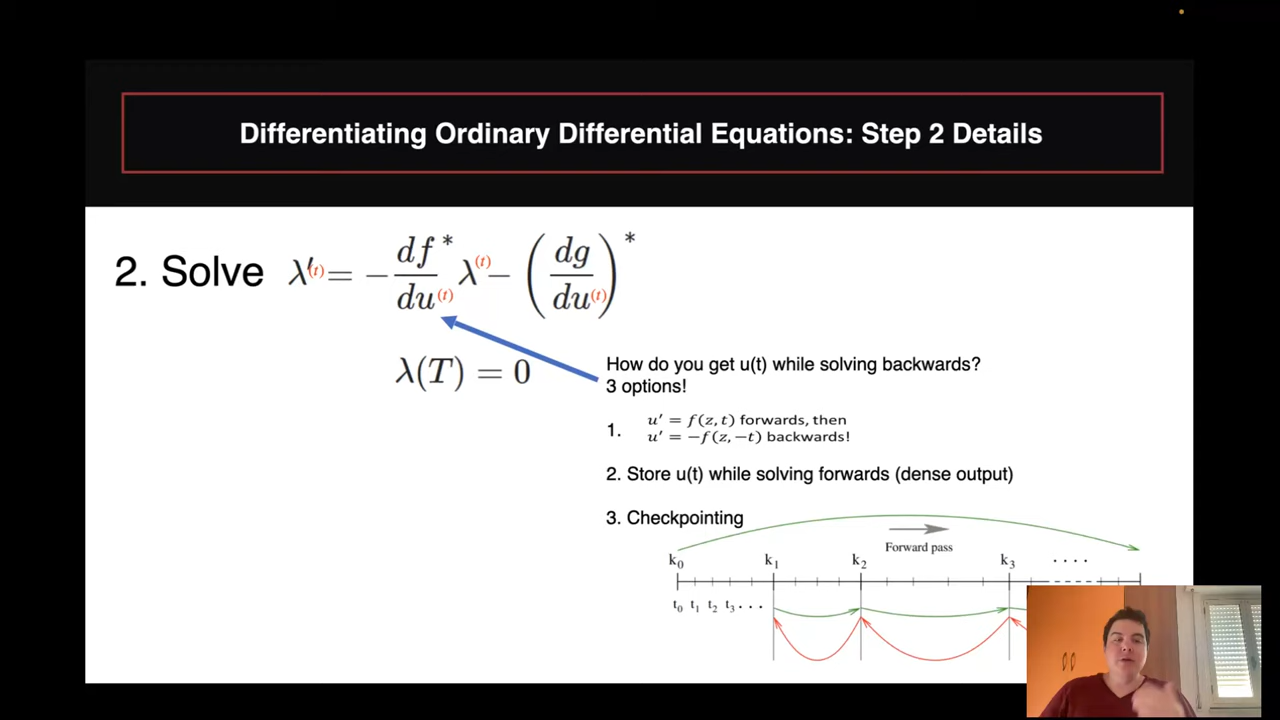 Differentiating Ordinary Differential Equations: Step 2 Details
2. Solve λ′(t) = − df*/du(t) λ(t) − (dg/du(t))*
λ(T) = 0
How do you get u(t) while solving backwards?
3 options!
1. u′ = f(z, t) forwards, then
u′ = −f(z, −t) backwards!
2. Store u(t) while solving forwards (dense output)
3. Checkpointing
Forward pass
k₀ k₁ k₂ k₃ ....
t₀ t₁ t₂ t₃ ...